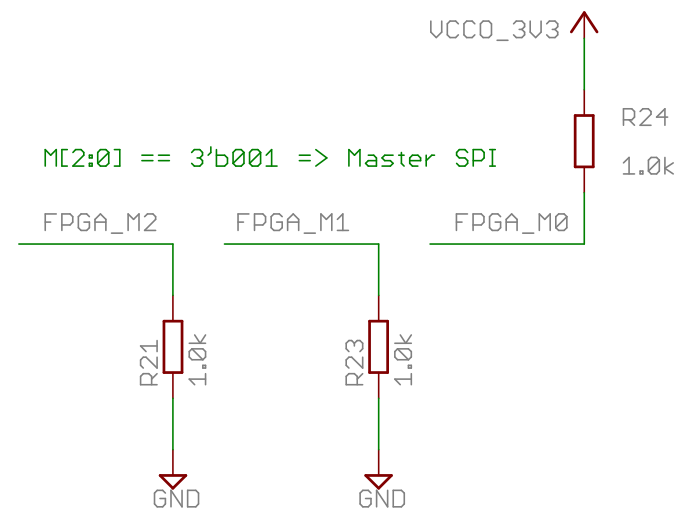 VCCO_3V3
R24
M[2:0] == 3'b001 => Master SPI
1.0k
FPGA_M2
FPGA_M1
FPGA_M0
R21
1.0k
R23
1.0k
GND
GND